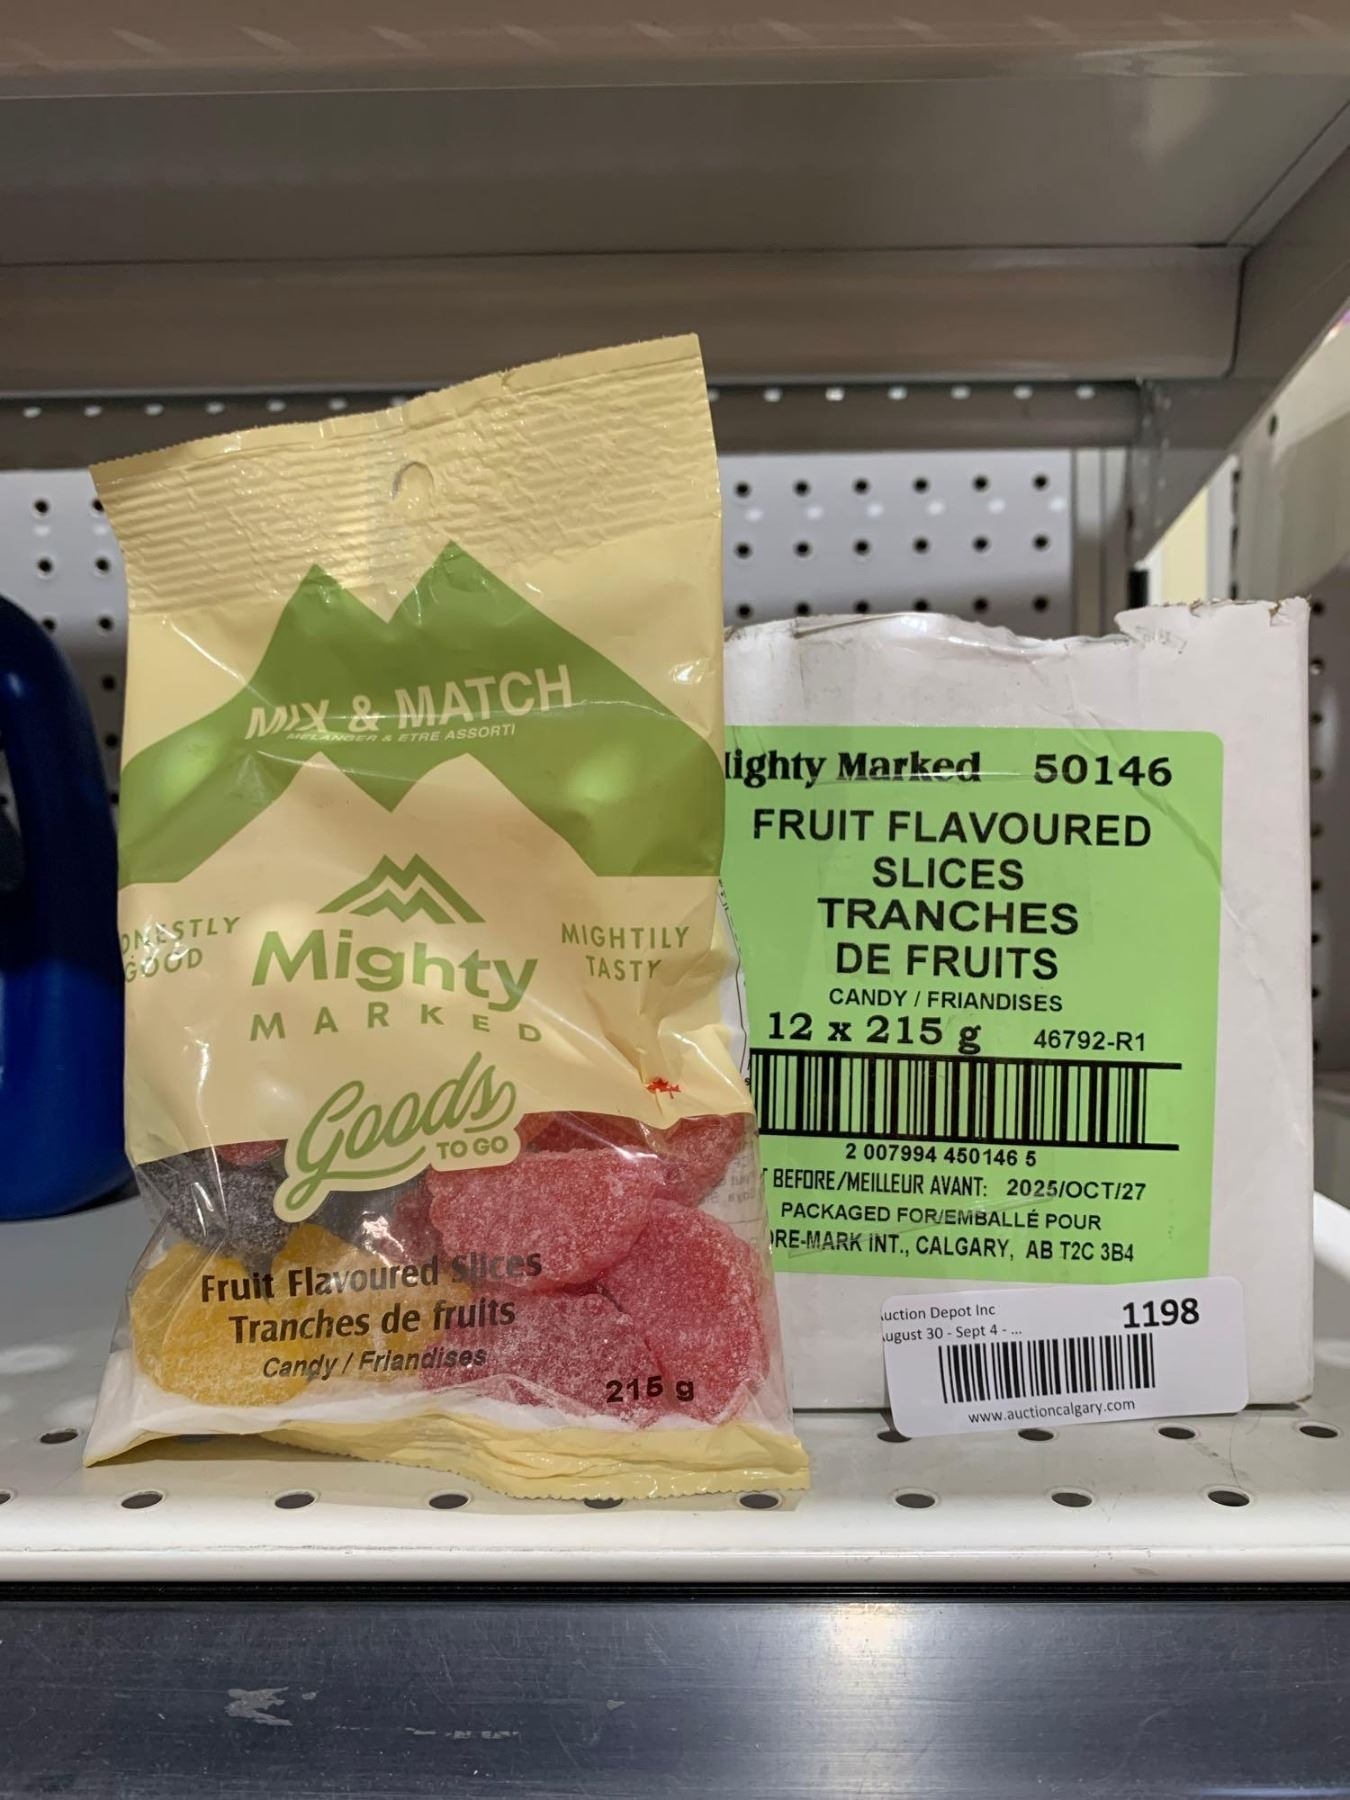 MIX & MATCH
MELANGER & ETRE ASSORTI
GOOD
MIGHTILY
TASTY
Mighty
MARKED
Goods
TO GO
Fruit Flavoured Slices
Tranches de fruits
Candy / Friandises
215 g
Marked 50146
FRUIT FLAVOURED
SLICES
TRANCHES
DE FRUITS
CANDY / FRIANDISES
12 x 215 g 46792-R1
2 007994 450146 5
BEFORE/MEILLEUR AVANT: 2025/OCT/27
PACKAGED FOR/EMBALLÉ POUR
RE-MARK INT., CALGARY, AB T2C 3B4
uction Depot Inc 1198
ugust 30 - Sept 4 - ...
www.auctioncalgary.com